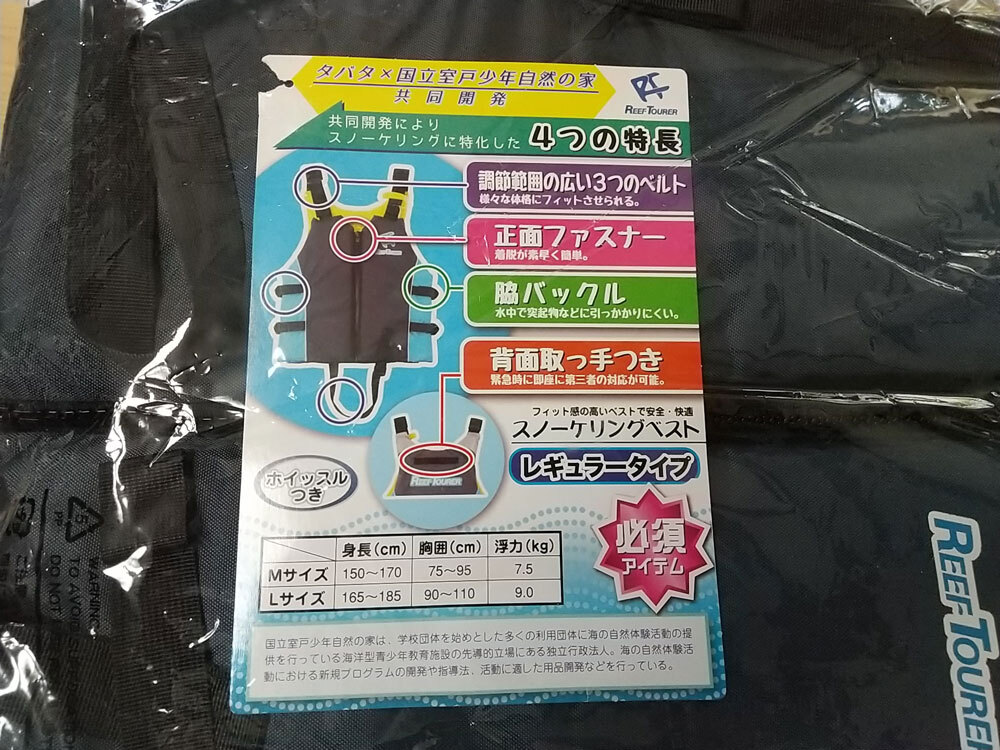 タバタ×国立室戸少年自然の家
共同開発
REEF TOURER
共同開発により
スノーケリングに特化した 4つの特長
調節範囲の広い3つのベルト
様々な体格にフィットさせられる。
正面ファスナー
着脱が素早く簡単。
脇バックル
水中で突起物などに引っかかりにくい。
背面取っ手つき
緊急時に即座に第三者の対応が可能。
フィット感の高いベストで安全・快適
スノーケリングベスト
レギュラータイプ
REEF TOURER
ホイッスル
つき
必須
アイテム
身長(cm) 胸囲(cm) 浮力(kg)
Mサイズ 150〜170 75〜95 7.5
Lサイズ 165〜185 90〜110 9.0
国立室戸少年自然の家は、学校団体を始めとした多くの利用団体に海の自然体験活動の提
供を行っている海洋型青少年教育施設の先導的立場にある独立行政法人。海の自然体験活
動における新規プログラムの開発や指導法、活動に適した用品開発などを行っている。
WARNING
TO AVOID
DO NOT
5
PP
REEF TOURER